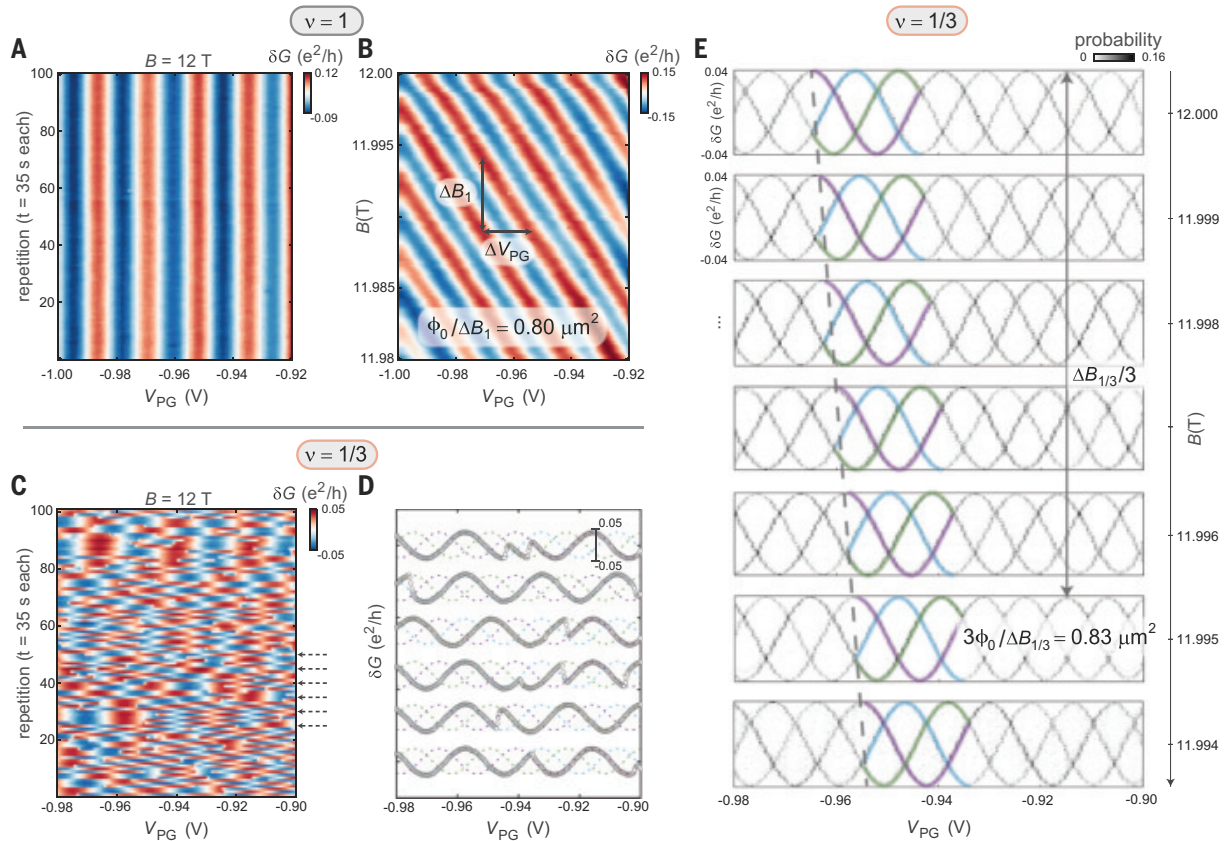 ν = 1
A
B = 12 T
δG (e²/h)
0.12
-0.09
repetition (t = 35 s each)
100
80
60
40
20
-1.00
-0.98
-0.96
-0.94
-0.92
V_PG (V)
B
δG (e²/h)
0.15
-0.15
B(T)
12.00
11.995
11.985
11.98
ΔB₁
ΔV_PG
ϕ₀/ΔB₁ = 0.80 µm²
-1.00
-0.98
-0.96
-0.94
-0.92
V_PG (V)
ν = 1/3
C
B = 12 T
δG (e²/h)
0.05
-0.05
repetition (t = 35 s each)
100
80
60
40
20
-0.98
-0.96
-0.94
-0.92
-0.90
V_PG (V)
D
δG (e²/h)
0.05
-0.05
-0.98
-0.96
-0.94
-0.92
-0.90
V_PG (V)
ν = 1/3
E
probability
0
0.16
0.04
δG (e²/h)
-0.04
0.04
δG (e²/h)
-0.04
...
ΔB₁/₃/3
3ϕ₀/ΔB₁/₃ = 0.83 µm²
12.000
11.999
11.998
B(T)
11.996
11.995
11.994
-0.98
-0.96
-0.94
-0.92
-0.90
V_PG (V)